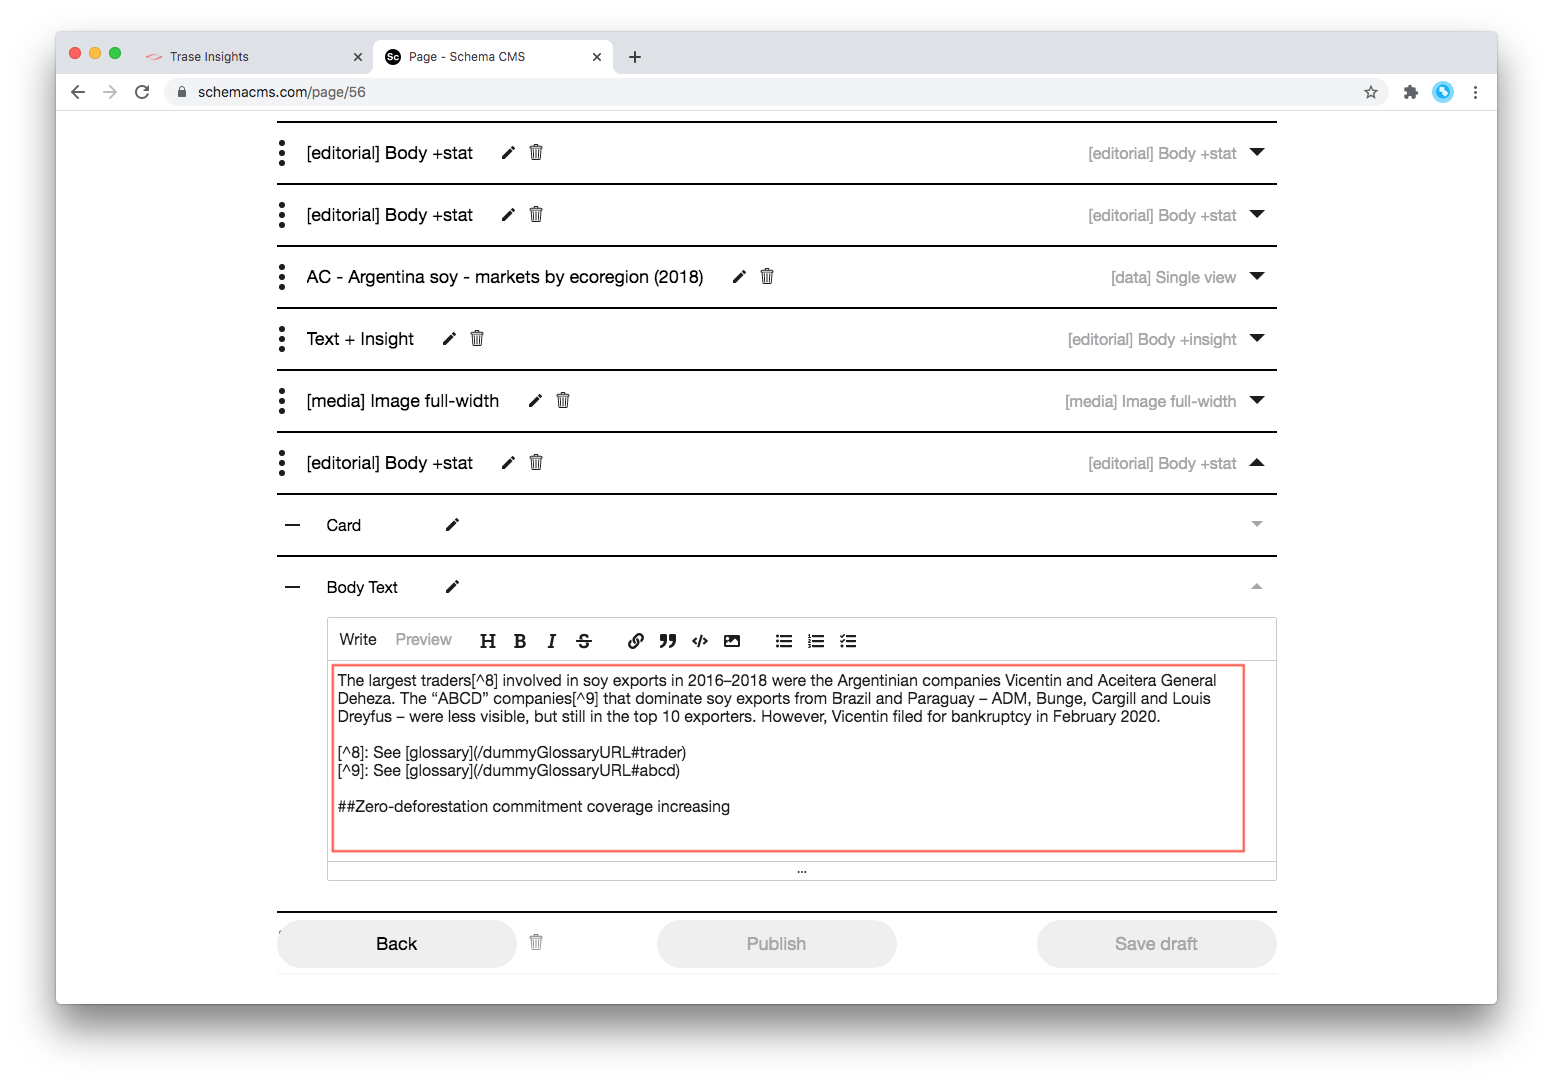 Trase Insights
Page - Schema CMS
schemacms.com/page/56
[editorial] Body +stat [editorial] Body +stat
[editorial] Body +stat [editorial] Body +stat
AC - Argentina soy - markets by ecoregion (2018) [data] Single view
Text + Insight [editorial] Body +insight
[media] Image full-width [media] Image full-width
[editorial] Body +stat [editorial] Body +stat
Card
Body Text
Write Preview H B I S
The largest traders[^8] involved in soy exports in 2016–2018 were the Argentinian companies Vicentin and Aceitera General
Deheza. The “ABCD” companies[^9] that dominate soy exports from Brazil and Paraguay – ADM, Bunge, Cargill and Louis
Dreyfus – were less visible, but still in the top 10 exporters. However, Vicentin filed for bankruptcy in February 2020.
[^8]: See [glossary](/dummyGlossaryURL#trader)
[^9]: See [glossary](/dummyGlossaryURL#abcd)
##Zero-deforestation commitment coverage increasing
...
Back Publish Save draft